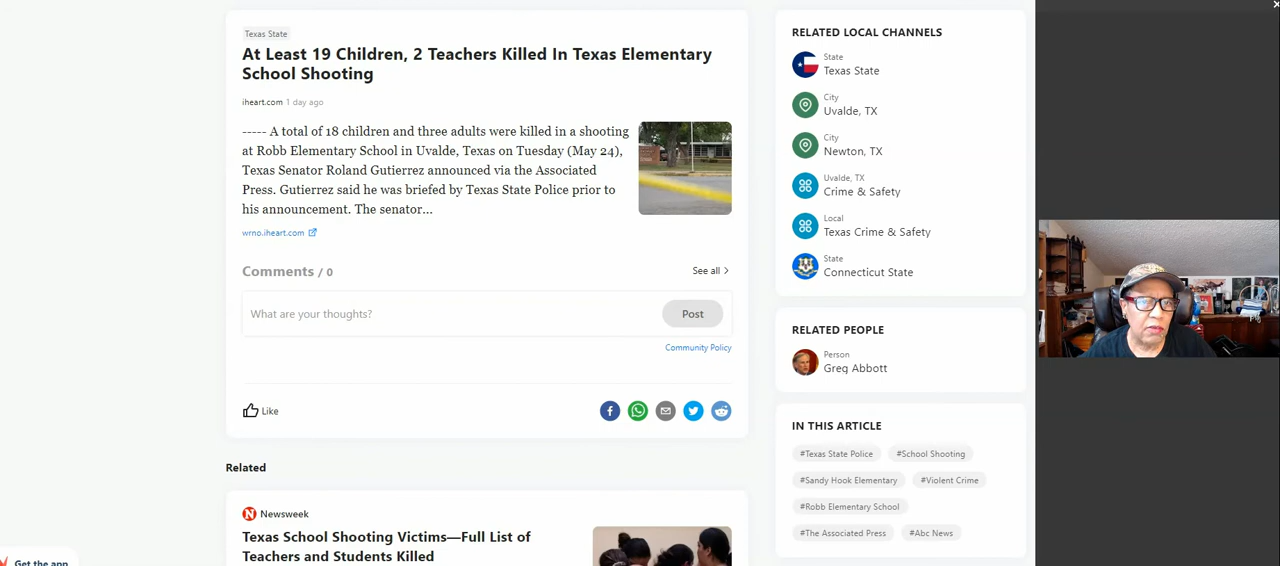 Texas State
At Least 19 Children, 2 Teachers Killed In Texas Elementary
School Shooting
iheart.com 1 day ago
----- A total of 18 children and three adults were killed in a shooting
at Robb Elementary School in Uvalde, Texas on Tuesday (May 24),
Texas Senator Roland Gutierrez announced via the Associated
Press. Gutierrez said he was briefed by Texas State Police prior to
his announcement. The senator...
wrno.iheart.com
Comments / 0
See all
What are your thoughts?
Post
Community Policy
Like
Related
Newsweek
Texas School Shooting Victims—Full List of
Teachers and Students Killed
Get the app
RELATED LOCAL CHANNELS
State
Texas State
City
Uvalde, TX
City
Newton, TX
Uvalde, TX
Crime & Safety
Local
Texas Crime & Safety
State
Connecticut State
RELATED PEOPLE
Person
Greg Abbott
IN THIS ARTICLE
#Texas State Police
#School Shooting
#Sandy Hook Elementary
#Violent Crime
#Robb Elementary School
#The Associated Press
#Abc News